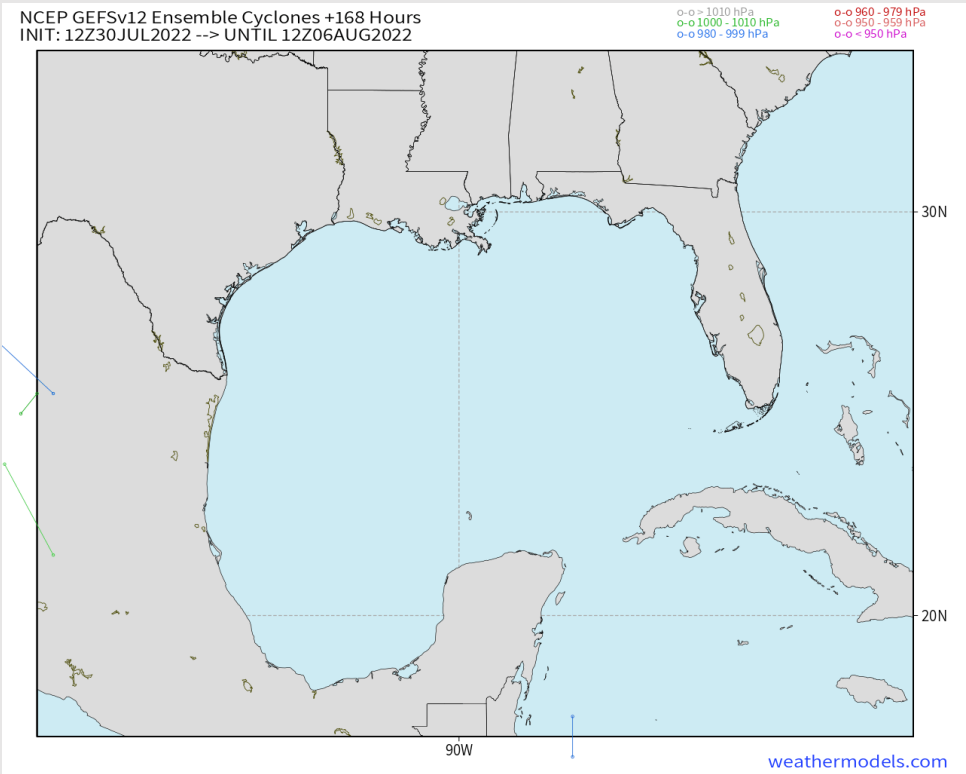 NCEP GEFSv12 Ensemble Cyclones +168 Hours
INIT: 12Z30JUL2022 --> UNTIL 12Z06AUG2022
o-o > 1010 hPa
o-o 1000 - 1010 hPa
o-o 980 - 999 hPa
o-o 960 - 979 hPa
o-o 950 - 959 hPa
o-o < 950 hPa
30N
20N
90W
weathermodels.com